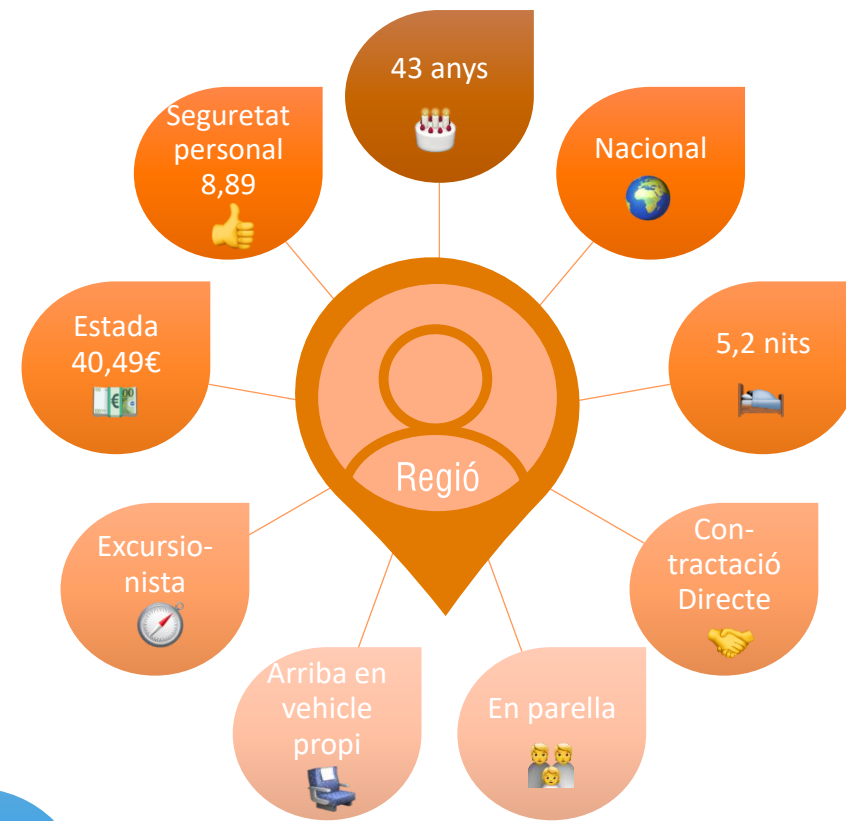 43 anys
Nacional
5,2 nits
Con-
tractació
Directe
En parella
Arriba en
vehicle
propi
Excursio-
nista
Estada
40,49€
Seguretat
personal
8,89
Regió